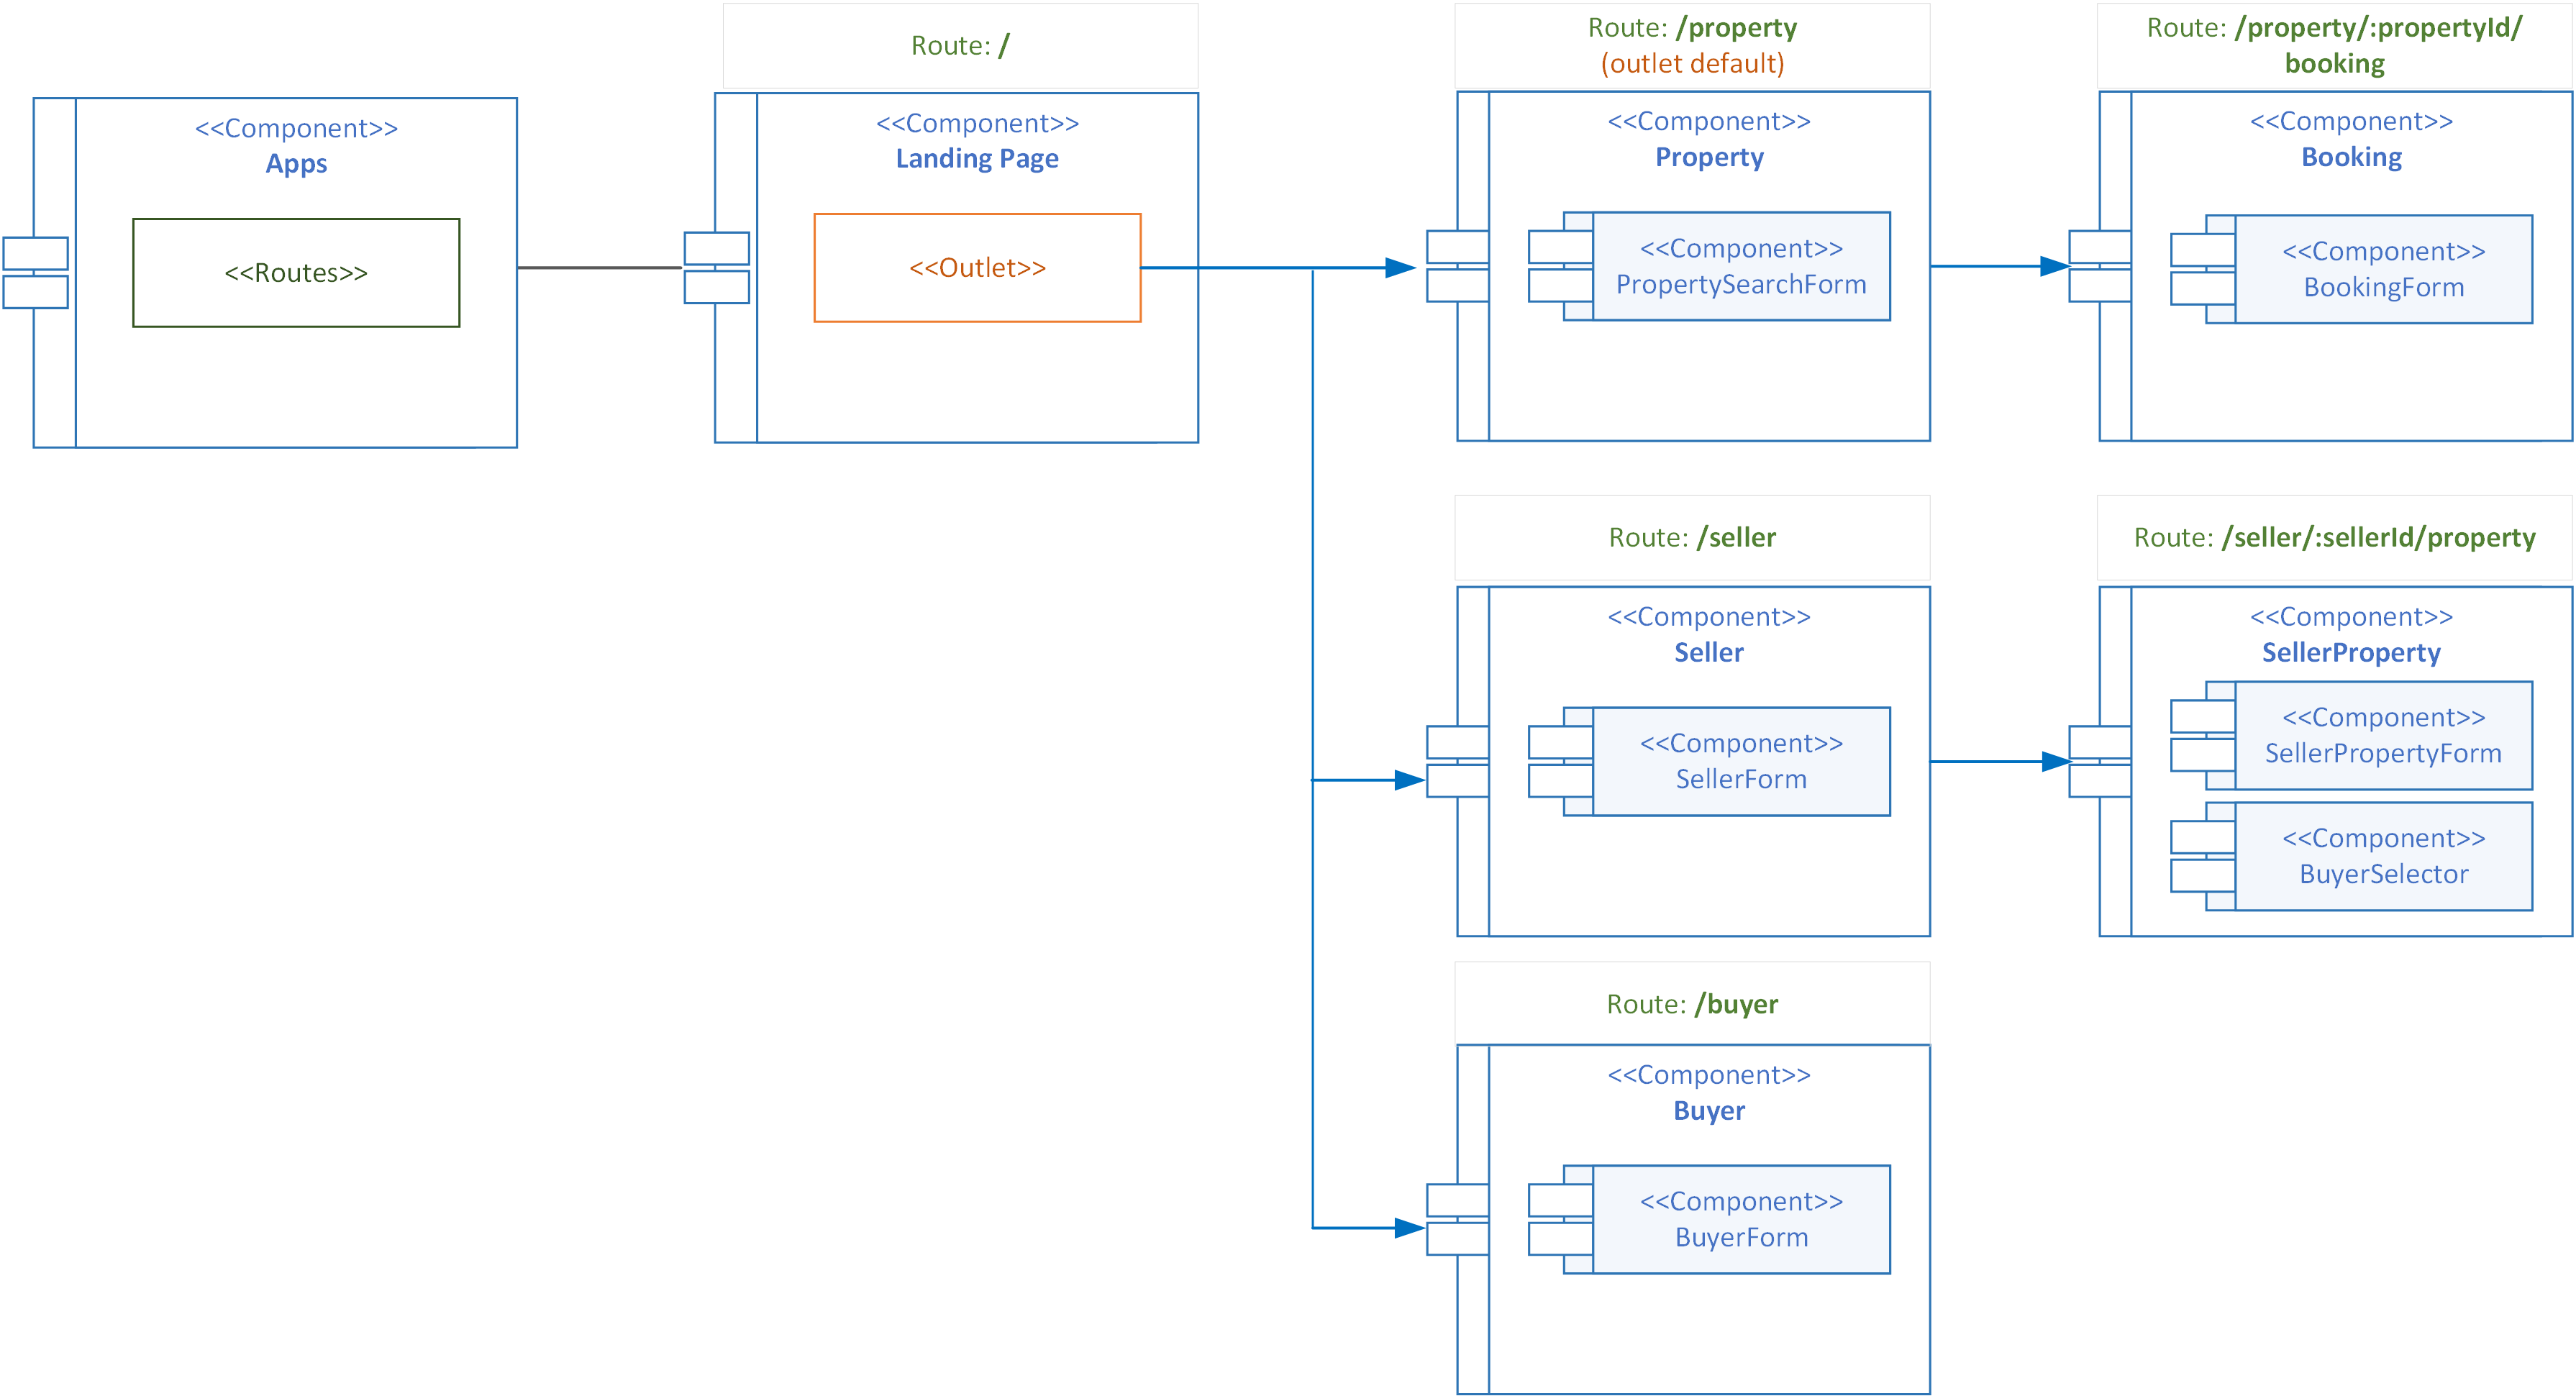 <<Component>>
Apps
<<Routes>>
Route: /
<<Component>>
Landing Page
<<Outlet>>
Route: /property
(outlet default)
<<Component>>
Property
<<Component>>
PropertySearchForm
Route: /property/:propertyId/
booking
<<Component>>
Booking
<<Component>>
BookingForm
Route: /seller
<<Component>>
Seller
<<Component>>
SellerForm
Route: /seller/:sellerId/property
<<Component>>
SellerProperty
<<Component>>
SellerPropertyForm
<<Component>>
BuyerSelector
Route: /buyer
<<Component>>
Buyer
<<Component>>
BuyerForm